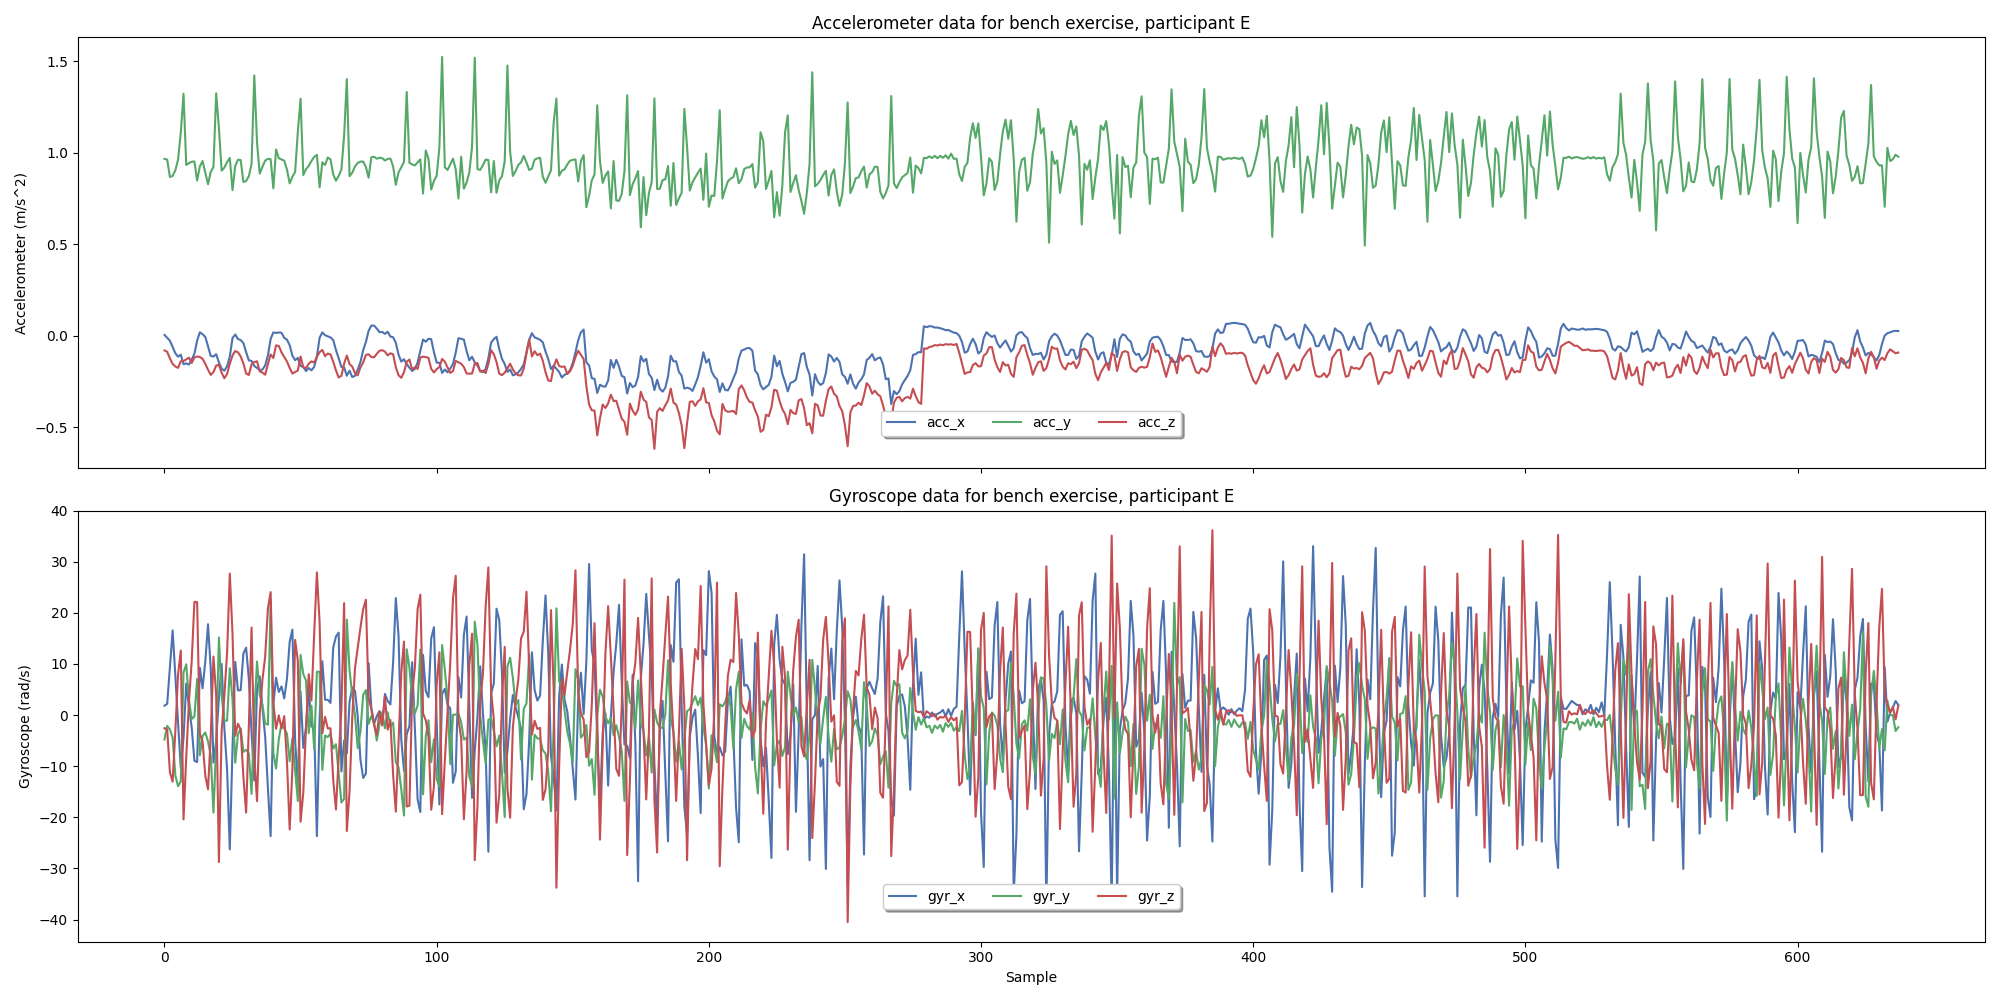 Accelerometer data for bench exercise, participant E
Accelerometer (m/s^2)
1.5
1.0
0.5
0.0
−0.5
acc_x acc_y acc_z
Gyroscope data for bench exercise, participant E
Gyroscope (rad/s)
40
30
20
10
0
−10
−20
−30
−40
gyr_x gyr_y gyr_z
0 100 200 300 400 500 600
Sample